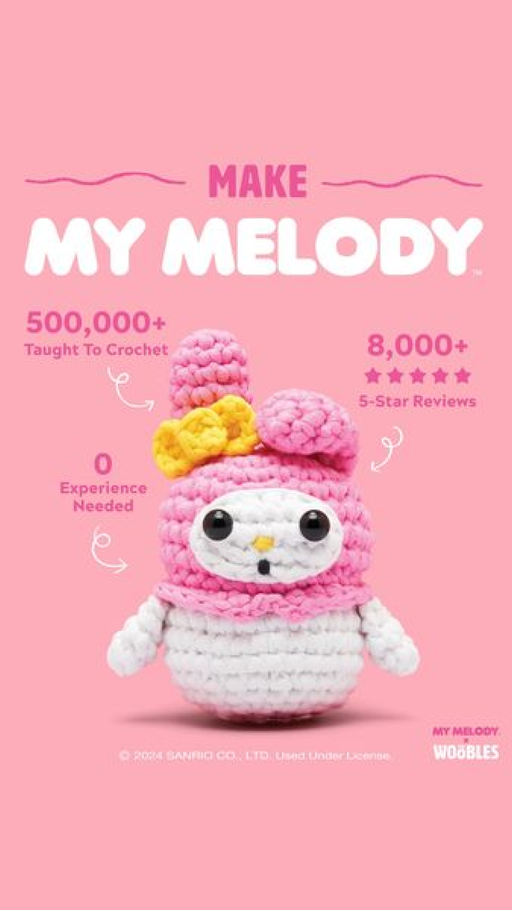 MAKE
MY MELODY™
500,000+
Taught To Crochet
8,000+
★★★★★
5-Star Reviews
0
Experience
Needed
© 2024 SANRIO CO., LTD. Used Under License.
MY MELODY.
x
WOöBLES